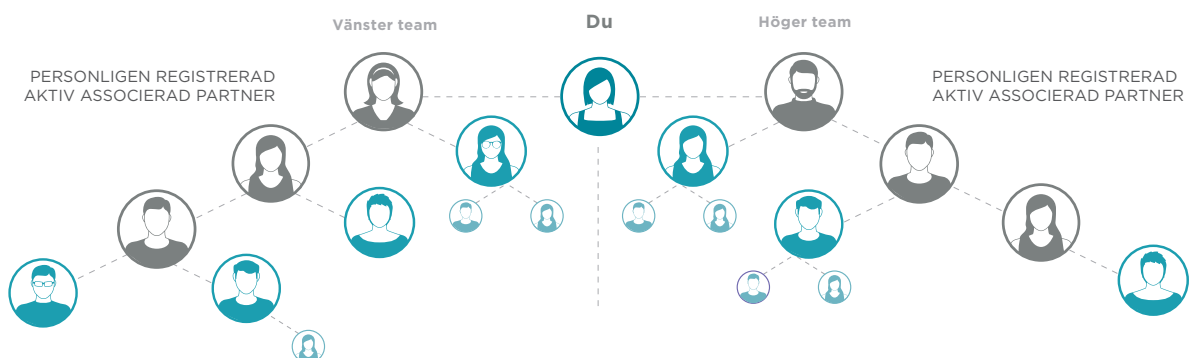 Vänster team
Du
Höger team
PERSONLIGEN REGISTRERAD
AKTIV ASSOCIERAD PARTNER
PERSONLIGEN REGISTRERAD
AKTIV ASSOCIERAD PARTNER